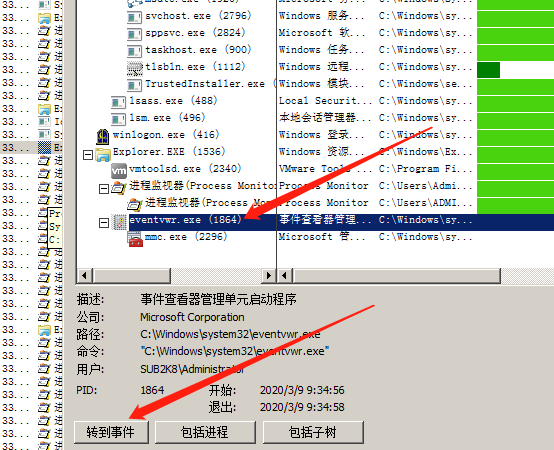 svchost.exe (2796) Windows 服务... C:\Windows\sy...
sppsvc.exe (2824) Microsoft 软... C:\Windows\sy...
taskhost.exe (900) Windows 任务... C:\Windows\sy...
tlsbln.exe (1112) Windows 远程... C:\Windows\sy...
TrustedInstaller.exe ( Windows 模块... C:\Windows\se...
lsass.exe (488) Local Securit... C:\Windows\sy...
lsm.exe (496) 本地会话管理器... C:\Windows\sy...
winlogon.exe (416) Windows 登录... C:\Windows\sy...
Explorer.EXE (1536) Windows 资源... C:\Windows\Ex...
vmtoolsd.exe (2340) VMware Tools ... C:\Program Fi...
进程监视器(Process Monito Process Monitor C:\Users\Admi...
进程监视器(Process Mo Process Monitor C:\Users\ADMI...
eventvwr.exe (1864) 事件查看器管理... C:\Windows\sy...
mmc.exe (2296) Microsoft 管... C:\Windows\sy...
描述: 事件查看器管理单元启动程序
公司: Microsoft Corporation
路径: C:\Windows\system32\eventvwr.exe
命令: "C:\Windows\system32\eventvwr.exe"
用户: SUB2K8\Administrator
PID: 1864 开始: 2020/3/9 9:34:56
退出: 2020/3/9 9:34:58
转到事件 包括进程 包括子树